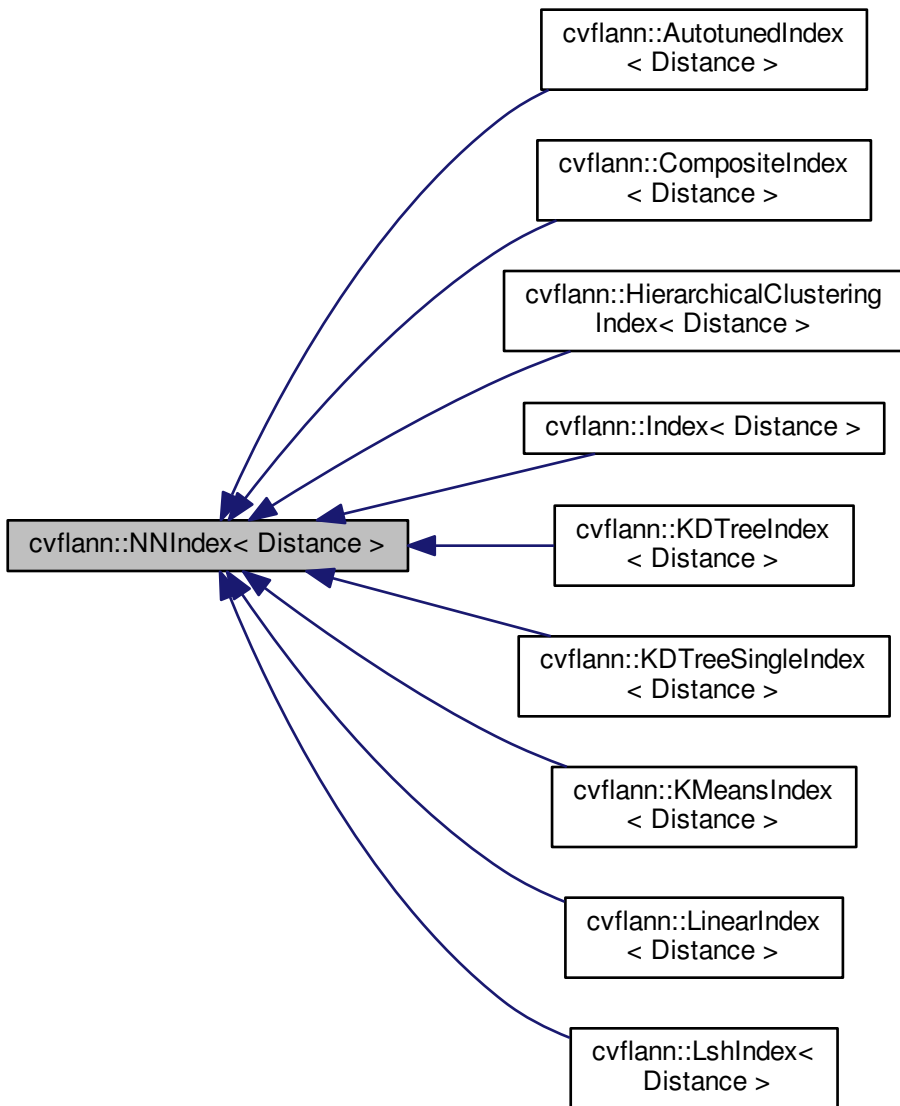 cvflann::AutotunedIndex
< Distance >
cvflann::CompositeIndex
< Distance >
cvflann::HierarchicalClustering
Index< Distance >
cvflann::Index< Distance >
cvflann::NNIndex< Distance >
cvflann::KDTreeIndex
< Distance >
cvflann::KDTreeSingleIndex
< Distance >
cvflann::KMeansIndex
< Distance >
cvflann::LinearIndex
< Distance >
cvflann::LshIndex<
Distance >